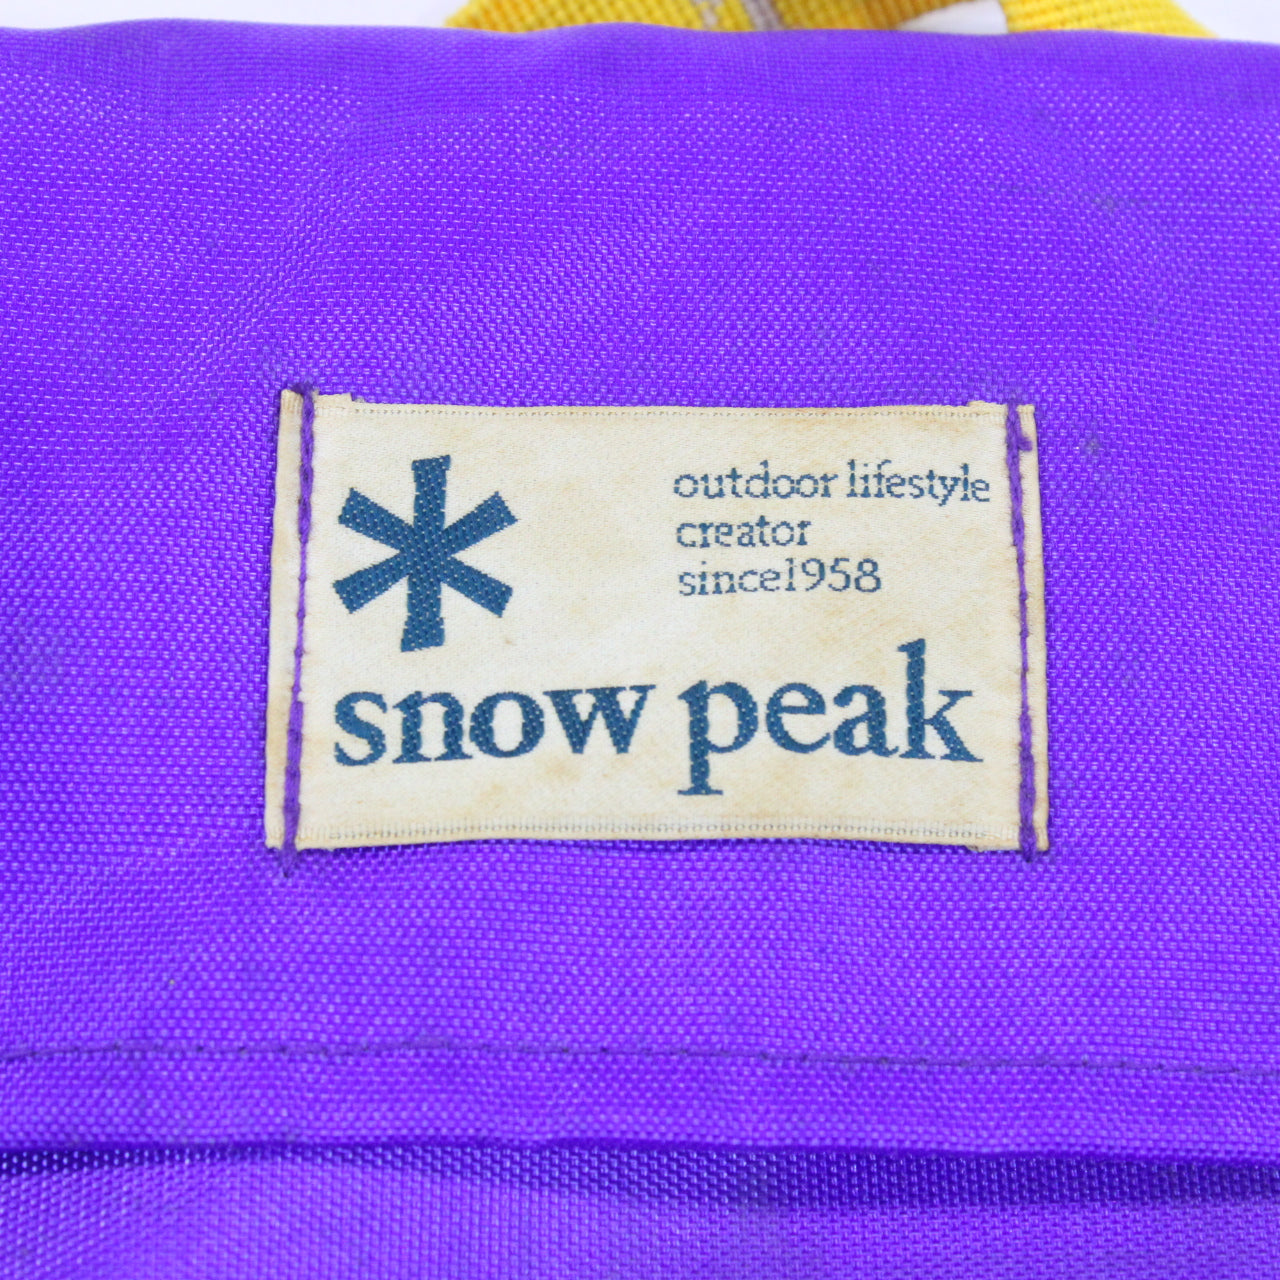 outdoor lifestyle
creator
since1958
snow peak